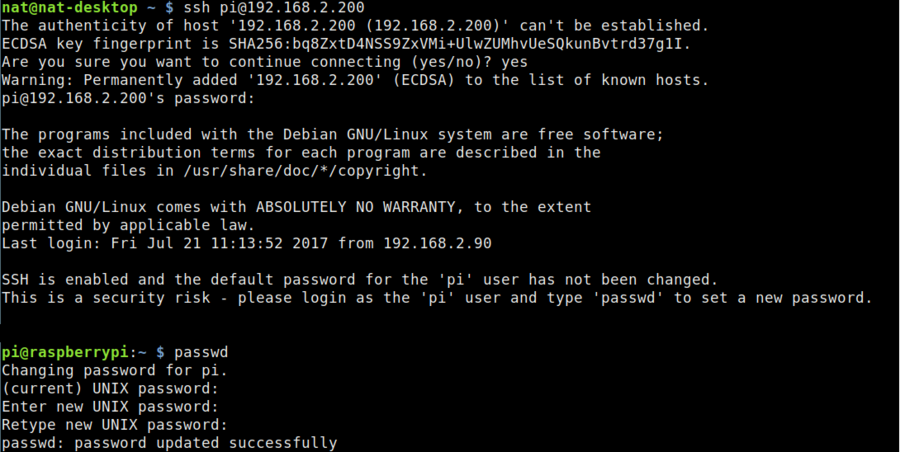 nat@nat-desktop ~ $ ssh pi@192.168.2.200
The authenticity of host '192.168.2.200 (192.168.2.200)' can't be established.
ECDSA key fingerprint is SHA256:bq8ZxtD4NSS9ZxVMi+UlwZUMhvUeSQkunBvtrd37g1I.
Are you sure you want to continue connecting (yes/no)? yes
Warning: Permanently added '192.168.2.200' (ECDSA) to the list of known hosts.
pi@192.168.2.200's password:
The programs included with the Debian GNU/Linux system are free software;
the exact distribution terms for each program are described in the
individual files in /usr/share/doc/*/copyright.
Debian GNU/Linux comes with ABSOLUTELY NO WARRANTY, to the extent
permitted by applicable law.
Last login: Fri Jul 21 11:13:52 2017 from 192.168.2.90
SSH is enabled and the default password for the 'pi' user has not been changed.
This is a security risk - please login as the 'pi' user and type 'passwd' to set a new password.
pi@raspberrypi:~ $ passwd
Changing password for pi.
(current) UNIX password:
Enter new UNIX password:
Retype new UNIX password:
passwd: password updated successfully